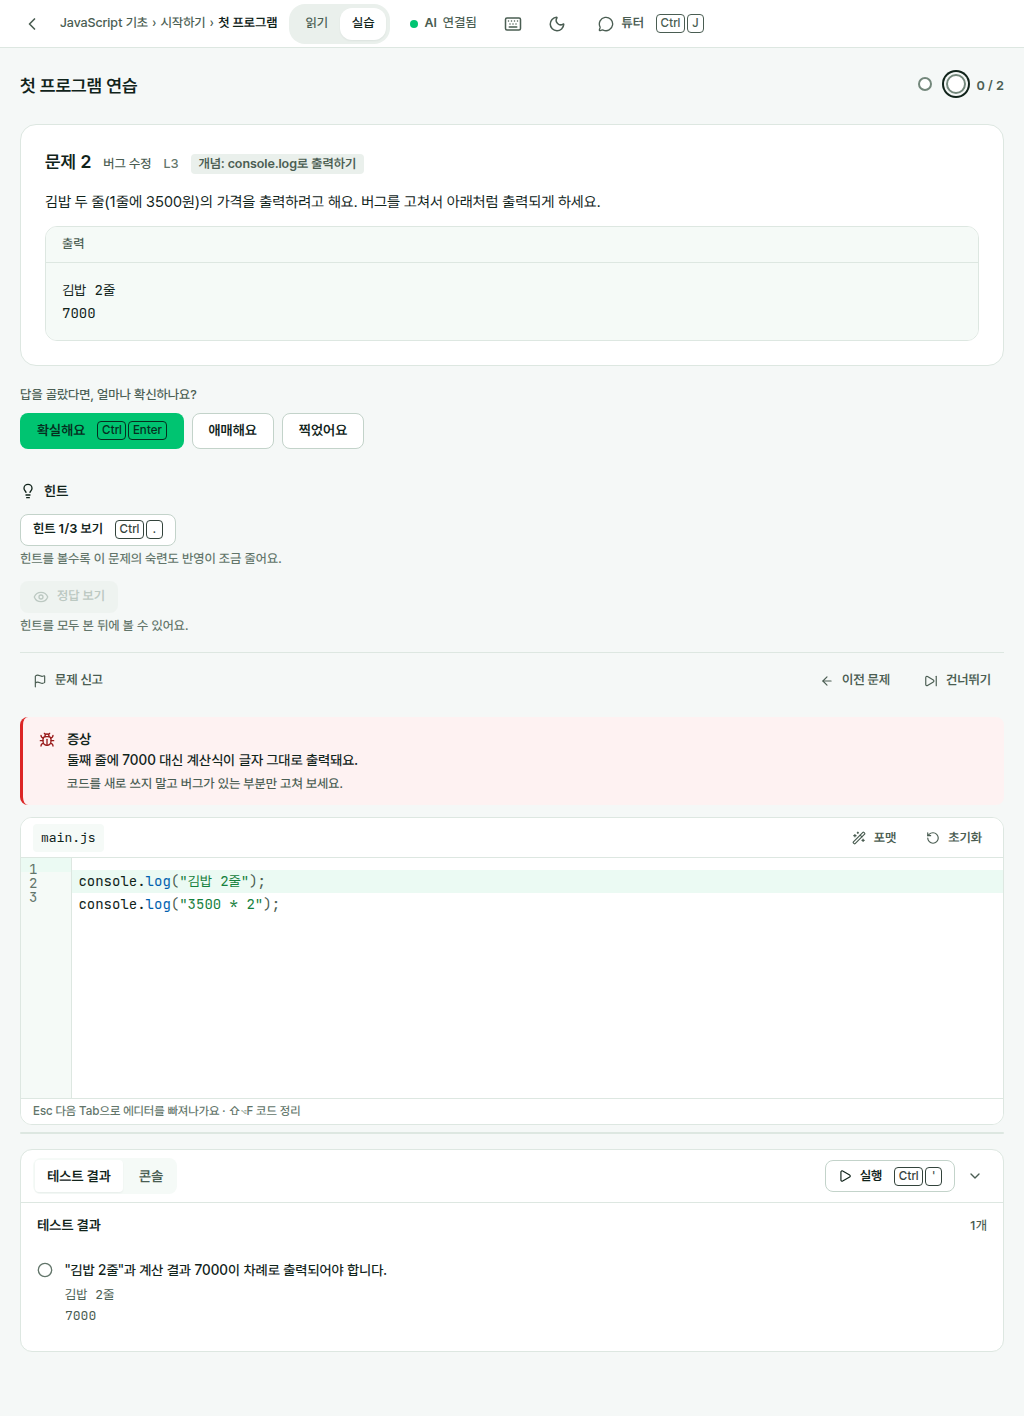 JavaScript 기초 › 시작하기 › 첫 프로그램 읽기 실습 AI 연결됨 튜터 Ctrl J
첫 프로그램 연습 0 / 2
문제 2 버그 수정 L3 개념: console.log로 출력하기
김밥 두 줄(1줄에 3500원)의 가격을 출력하려고 해요. 버그를 고쳐서 아래처럼 출력되게 하세요.
출력
김밥 2줄
7000
답을 골랐다면, 얼마나 확신하나요?
확실해요 Ctrl Enter 애매해요 찍었어요
힌트
힌트 1/3 보기 Ctrl .
힌트를 볼수록 이 문제의 숙련도 반영이 조금 줄어요.
정답 보기
힌트를 모두 본 뒤에 볼 수 있어요.
문제 신고 이전 문제 건너뛰기
증상
둘째 줄에 7000 대신 계산식이 글자 그대로 출력돼요.
코드를 새로 쓰지 말고 버그가 있는 부분만 고쳐 보세요.
main.js 포맷 초기화
1
2
3
console.log("김밥 2줄");
console.log("3500 * 2");
Esc 다음 Tab으로 에디터를 빠져나가요 · ⇧⌥F 코드 정리
테스트 결과 콘솔 실행 Ctrl '
테스트 결과 1개
"김밥 2줄"과 계산 결과 7000이 차례로 출력되어야 합니다.
김밥 2줄
7000